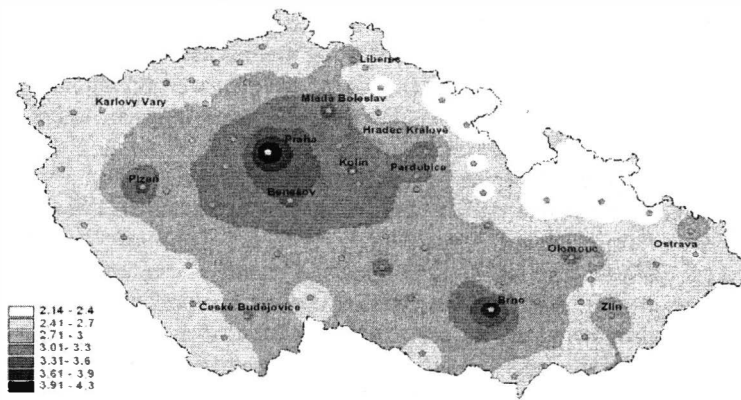 Liberec
Karlovy Vary
Mladá Boleslav
Hradec Králové
Praha
Kolín
Pardubice
Plzeň
Benešov
Olomouc
Ostrava
České Budějovice
Brno
Zlín
2.14 - 2.4
2.41 - 2.7
2.71 - 3
3.01 - 3.3
3.31 - 3.6
3.61 - 3.9
3.91 - 4.3